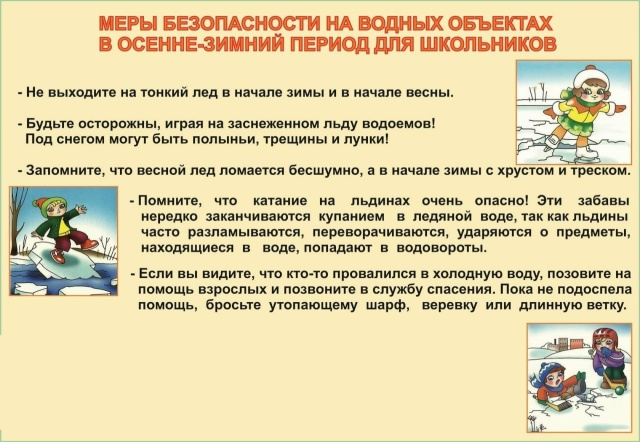 МЕРЫ БЕЗОПАСНОСТИ НА ВОДНЫХ ОБЪЕКТАХ
В ОСЕННЕ-ЗИМНИЙ ПЕРИОД ДЛЯ ШКОЛЬНИКОВ
- Не выходите на тонкий лед в начале зимы и в начале весны.
- Будьте осторожны, играя на заснеженном льду водоемов!
Под снегом могут быть полыньи, трещины и лунки!
- Запомните, что весной лед ломается бесшумно, а в начале зимы с хрустом и треском.
- Помните, что катание на льдинах очень опасно! Эти забавы
нередко заканчиваются купанием в ледяной воде, так как льдины
часто разламываются, переворачиваются, ударяются о предметы,
находящиеся в воде, попадают в водовороты.
- Если вы видите, что кто-то провалился в холодную воду, позовите на
помощь взрослых и позвоните в службу спасения. Пока не подоспела
помощь, бросьте утопающему шарф, веревку или длинную ветку.